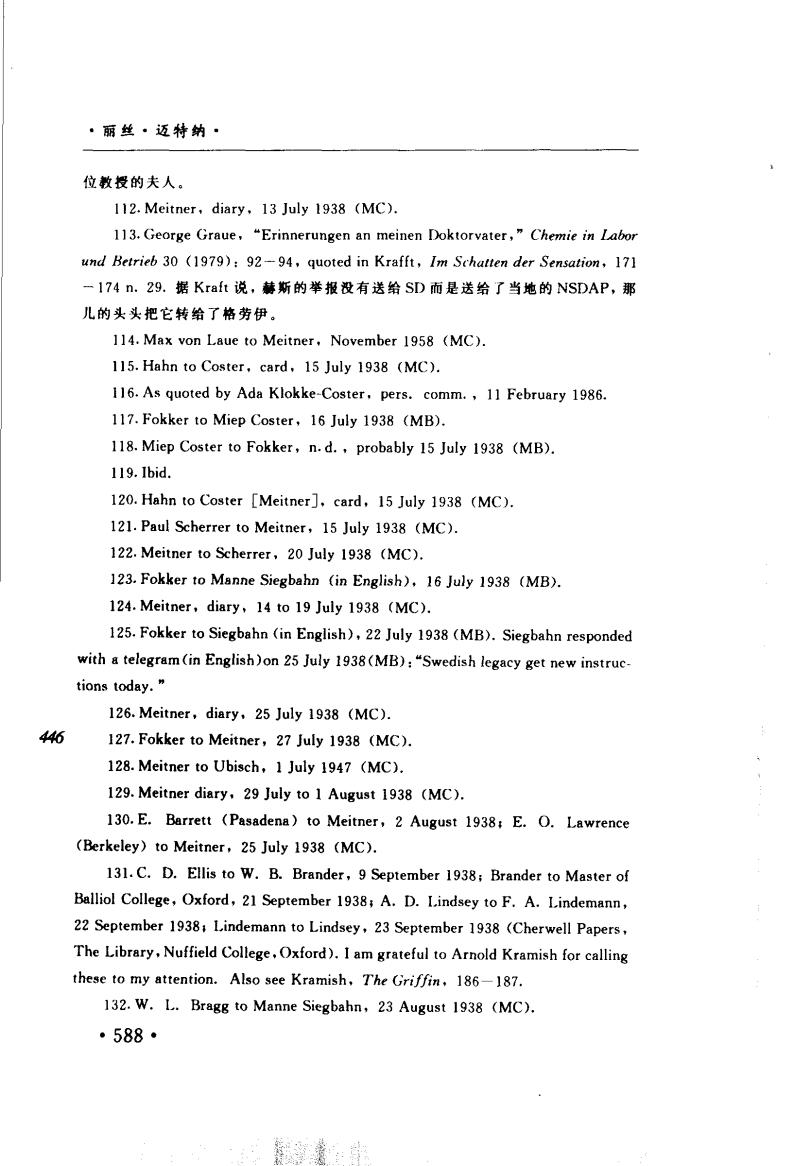 ·丽丝·迈特纳·
位教授的夫人。
112. Meitner, diary, 13 July 1938 (MC).
113. George Graue, “Erinnerungen an meinen Doktorvater,” Chemie in Labor
und Betrieb 30 (1979): 92－94, quoted in Krafft, Im Schatten der Sensation, 171
－174 n. 29. 据 Kraft 说，赫斯的举报没有送给 SD 而是送给了当地的 NSDAP，那
儿的头头把它转给了格劳伊。
114. Max von Laue to Meitner, November 1958 (MC).
115. Hahn to Coster, card, 15 July 1938 (MC).
116. As quoted by Ada Klokke-Coster, pers. comm. , 11 February 1986.
117. Fokker to Miep Coster, 16 July 1938 (MB).
118. Miep Coster to Fokker, n. d. , probably 15 July 1938 (MB).
119. Ibid.
120. Hahn to Coster [Meitner], card, 15 July 1938 (MC).
121. Paul Scherrer to Meitner, 15 July 1938 (MC).
122. Meitner to Scherrer, 20 July 1938 (MC).
123. Fokker to Manne Siegbahn (in English), 16 July 1938 (MB).
124. Meitner, diary, 14 to 19 July 1938 (MC).
125. Fokker to Siegbahn (in English), 22 July 1938 (MB). Siegbahn responded
with a telegram (in English) on 25 July 1938 (MB): “Swedish legacy get new instruc-
tions today. ”
126. Meitner, diary, 25 July 1938 (MC).
446 127. Fokker to Meitner, 27 July 1938 (MC).
128. Meitner to Ubisch, 1 July 1947 (MC).
129. Meitner diary, 29 July to 1 August 1938 (MC).
130. E. Barrett (Pasadena) to Meitner, 2 August 1938; E. O. Lawrence
(Berkeley) to Meitner, 25 July 1938 (MC).
131. C. D. Ellis to W. B. Brander, 9 September 1938; Brander to Master of
Balliol College, Oxford, 21 September 1938; A. D. Lindsey to F. A. Lindemann,
22 September 1938; Lindemann to Lindsey, 23 September 1938 (Cherwell Papers,
The Library, Nuffield College, Oxford). I am grateful to Arnold Kramish for calling
these to my attention. Also see Kramish, The Griffin, 186－187.
132. W. L. Bragg to Manne Siegbahn, 23 August 1938 (MC).
·588·